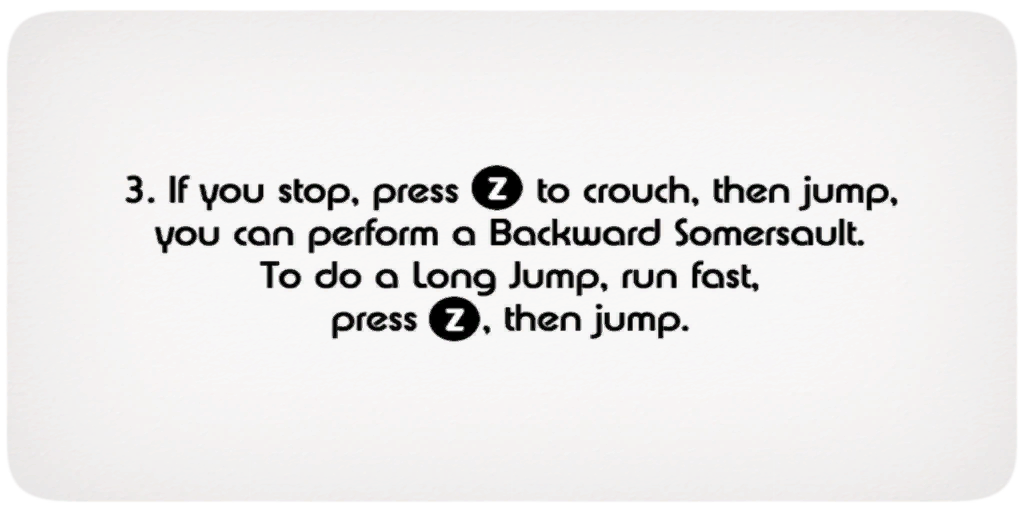 3. If you stop, press Z to crouch, then jump,
you can perform a Backward Somersault.
To do a Long Jump, run fast,
press Z, then jump.